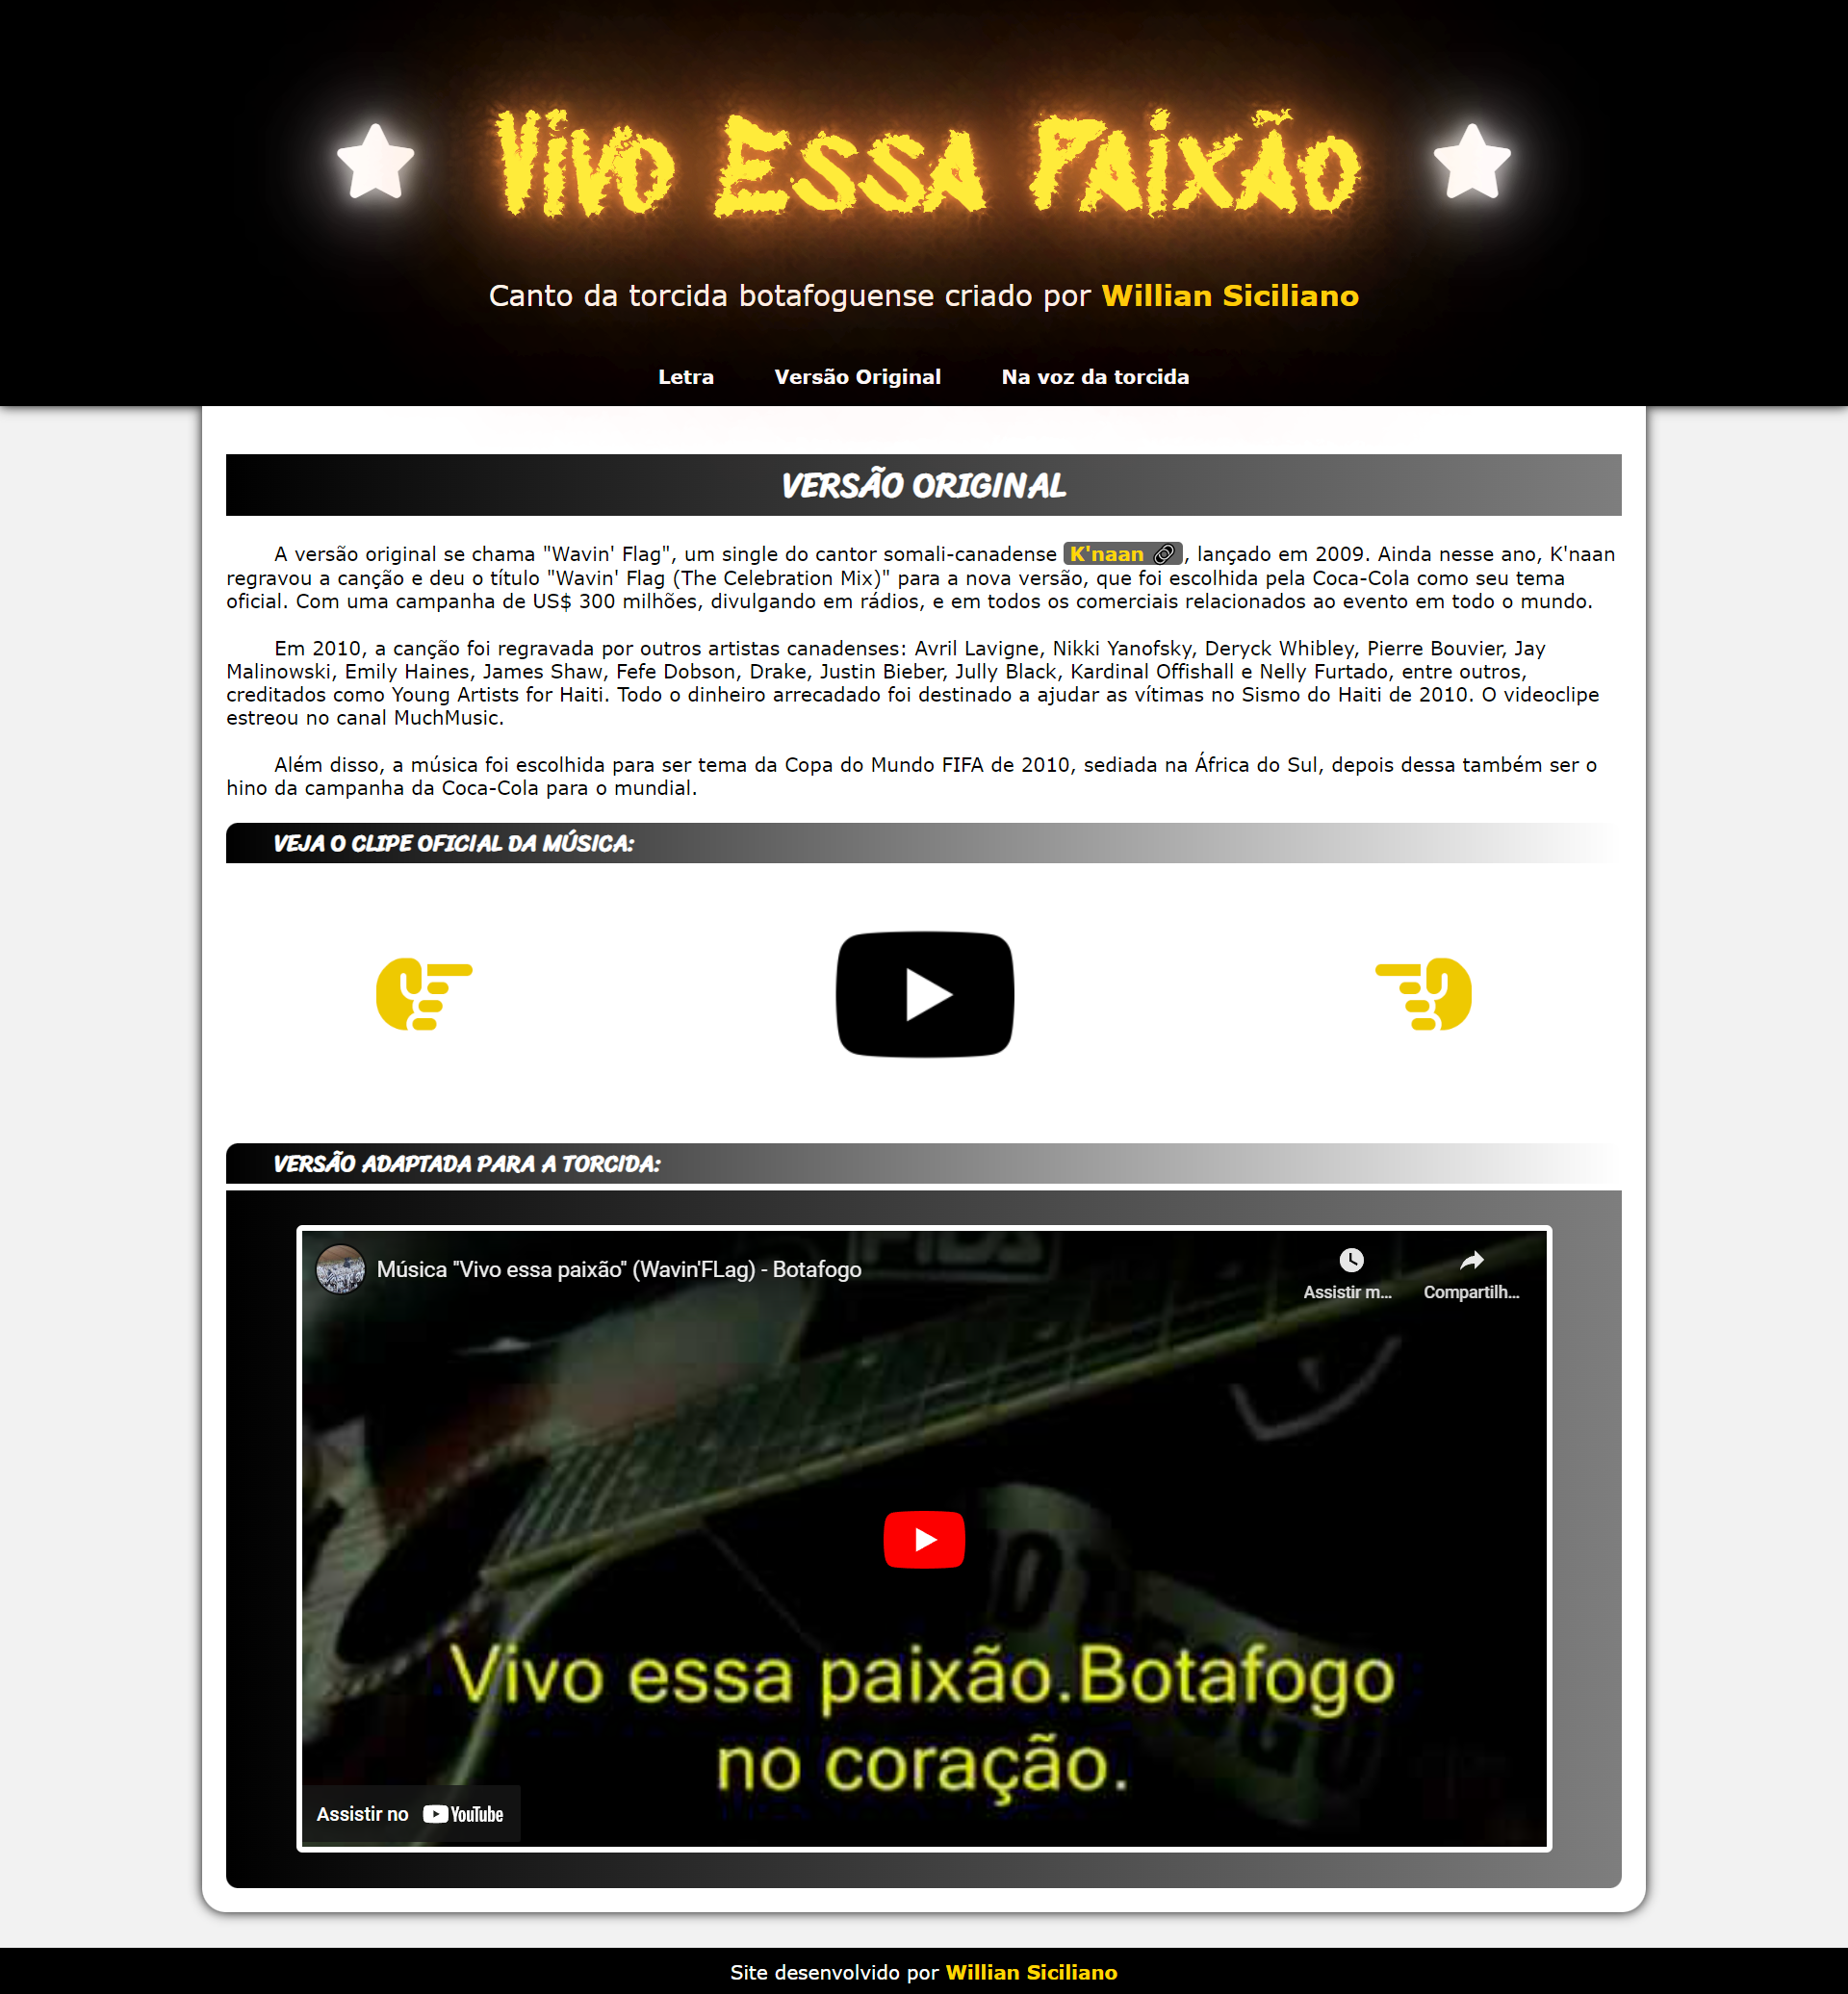 Vivo Essa Paixão
Canto da torcida botafoguense criado por Willian Siciliano
Letra Versão Original Na voz da torcida
VERSÃO ORIGINAL
A versão original se chama "Wavin' Flag", um single do cantor somali-canadense K'naan, lançado em 2009. Ainda nesse ano, K'naan
regravou a canção e deu o título "Wavin' Flag (The Celebration Mix)" para a nova versão, que foi escolhida pela Coca-Cola como seu tema
oficial. Com uma campanha de US$ 300 milhões, divulgando em rádios, e em todos os comerciais relacionados ao evento em todo o mundo.
Em 2010, a canção foi regravada por outros artistas canadenses: Avril Lavigne, Nikki Yanofsky, Deryck Whibley, Pierre Bouvier, Jay
Malinowski, Emily Haines, James Shaw, Fefe Dobson, Drake, Justin Bieber, Jully Black, Kardinal Offishall e Nelly Furtado, entre outros,
creditados como Young Artists for Haiti. Todo o dinheiro arrecadado foi destinado a ajudar as vítimas no Sismo do Haiti de 2010. O videoclipe
estreou no canal MuchMusic.
Além disso, a música foi escolhida para ser tema da Copa do Mundo FIFA de 2010, sediada na África do Sul, depois dessa também ser o
hino da campanha da Coca-Cola para o mundial.
VEJA O CLIPE OFICIAL DA MÚSICA:
VERSÃO ADAPTADA PARA A TORCIDA:
Música "Vivo essa paixão" (Wavin'FLag) - Botafogo
Assistir m... Compartilh...
Vivo essa paixão.Botafogo
no coração.
Assistir no YouTube
Site desenvolvido por Willian Siciliano